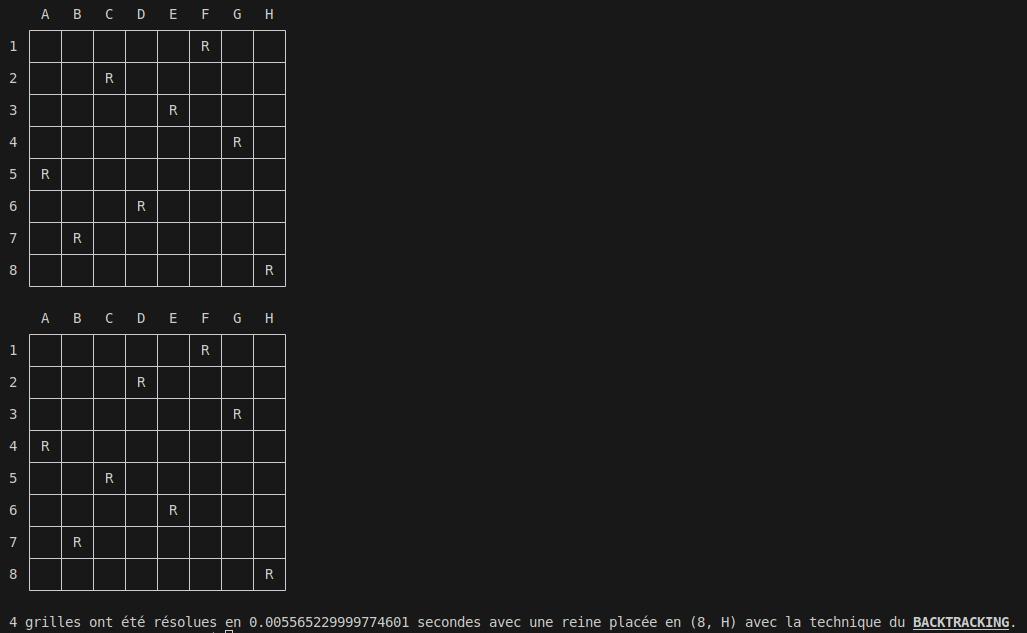 A B C D E F G H
1 R
2 R
3 R
4 R
5 R
6 R
7 R
8 R
A B C D E F G H
1 R
2 R
3 R
4 R
5 R
6 R
7 R
8 R
4 grilles ont été résolues en 0.005565229999774601 secondes avec une reine placée en (8, H) avec la technique du BACKTRACKING.